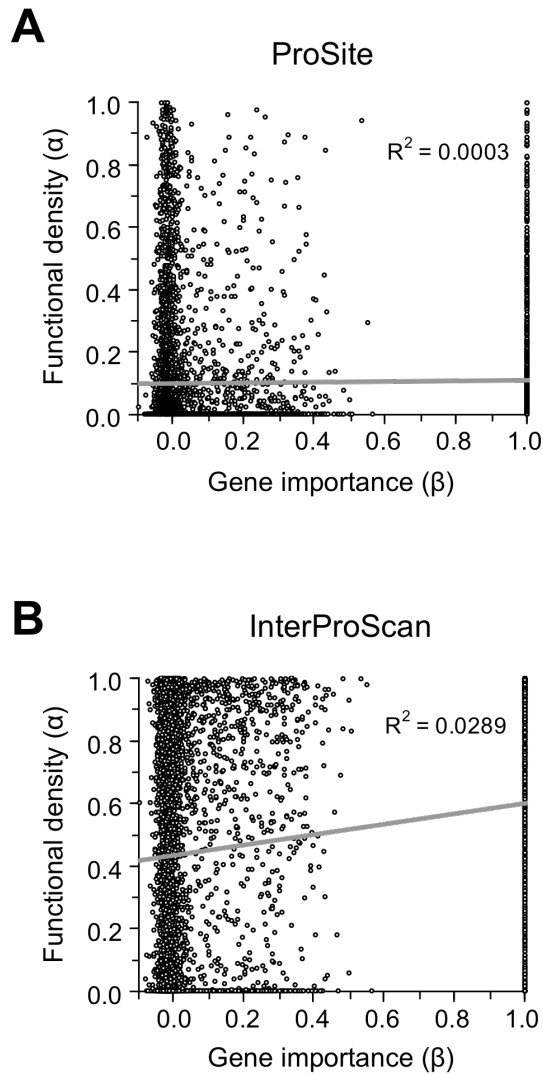 A
ProSite
R² = 0.0003
Functional density (α)
1.0
0.8
0.6
0.4
0.2
0.0
0.0 0.2 0.4 0.6 0.8 1.0
Gene importance (β)
B
InterProScan
R² = 0.0289
Functional density (α)
1.0
0.8
0.6
0.4
0.2
0.0
0.0 0.2 0.4 0.6 0.8 1.0
Gene importance (β)